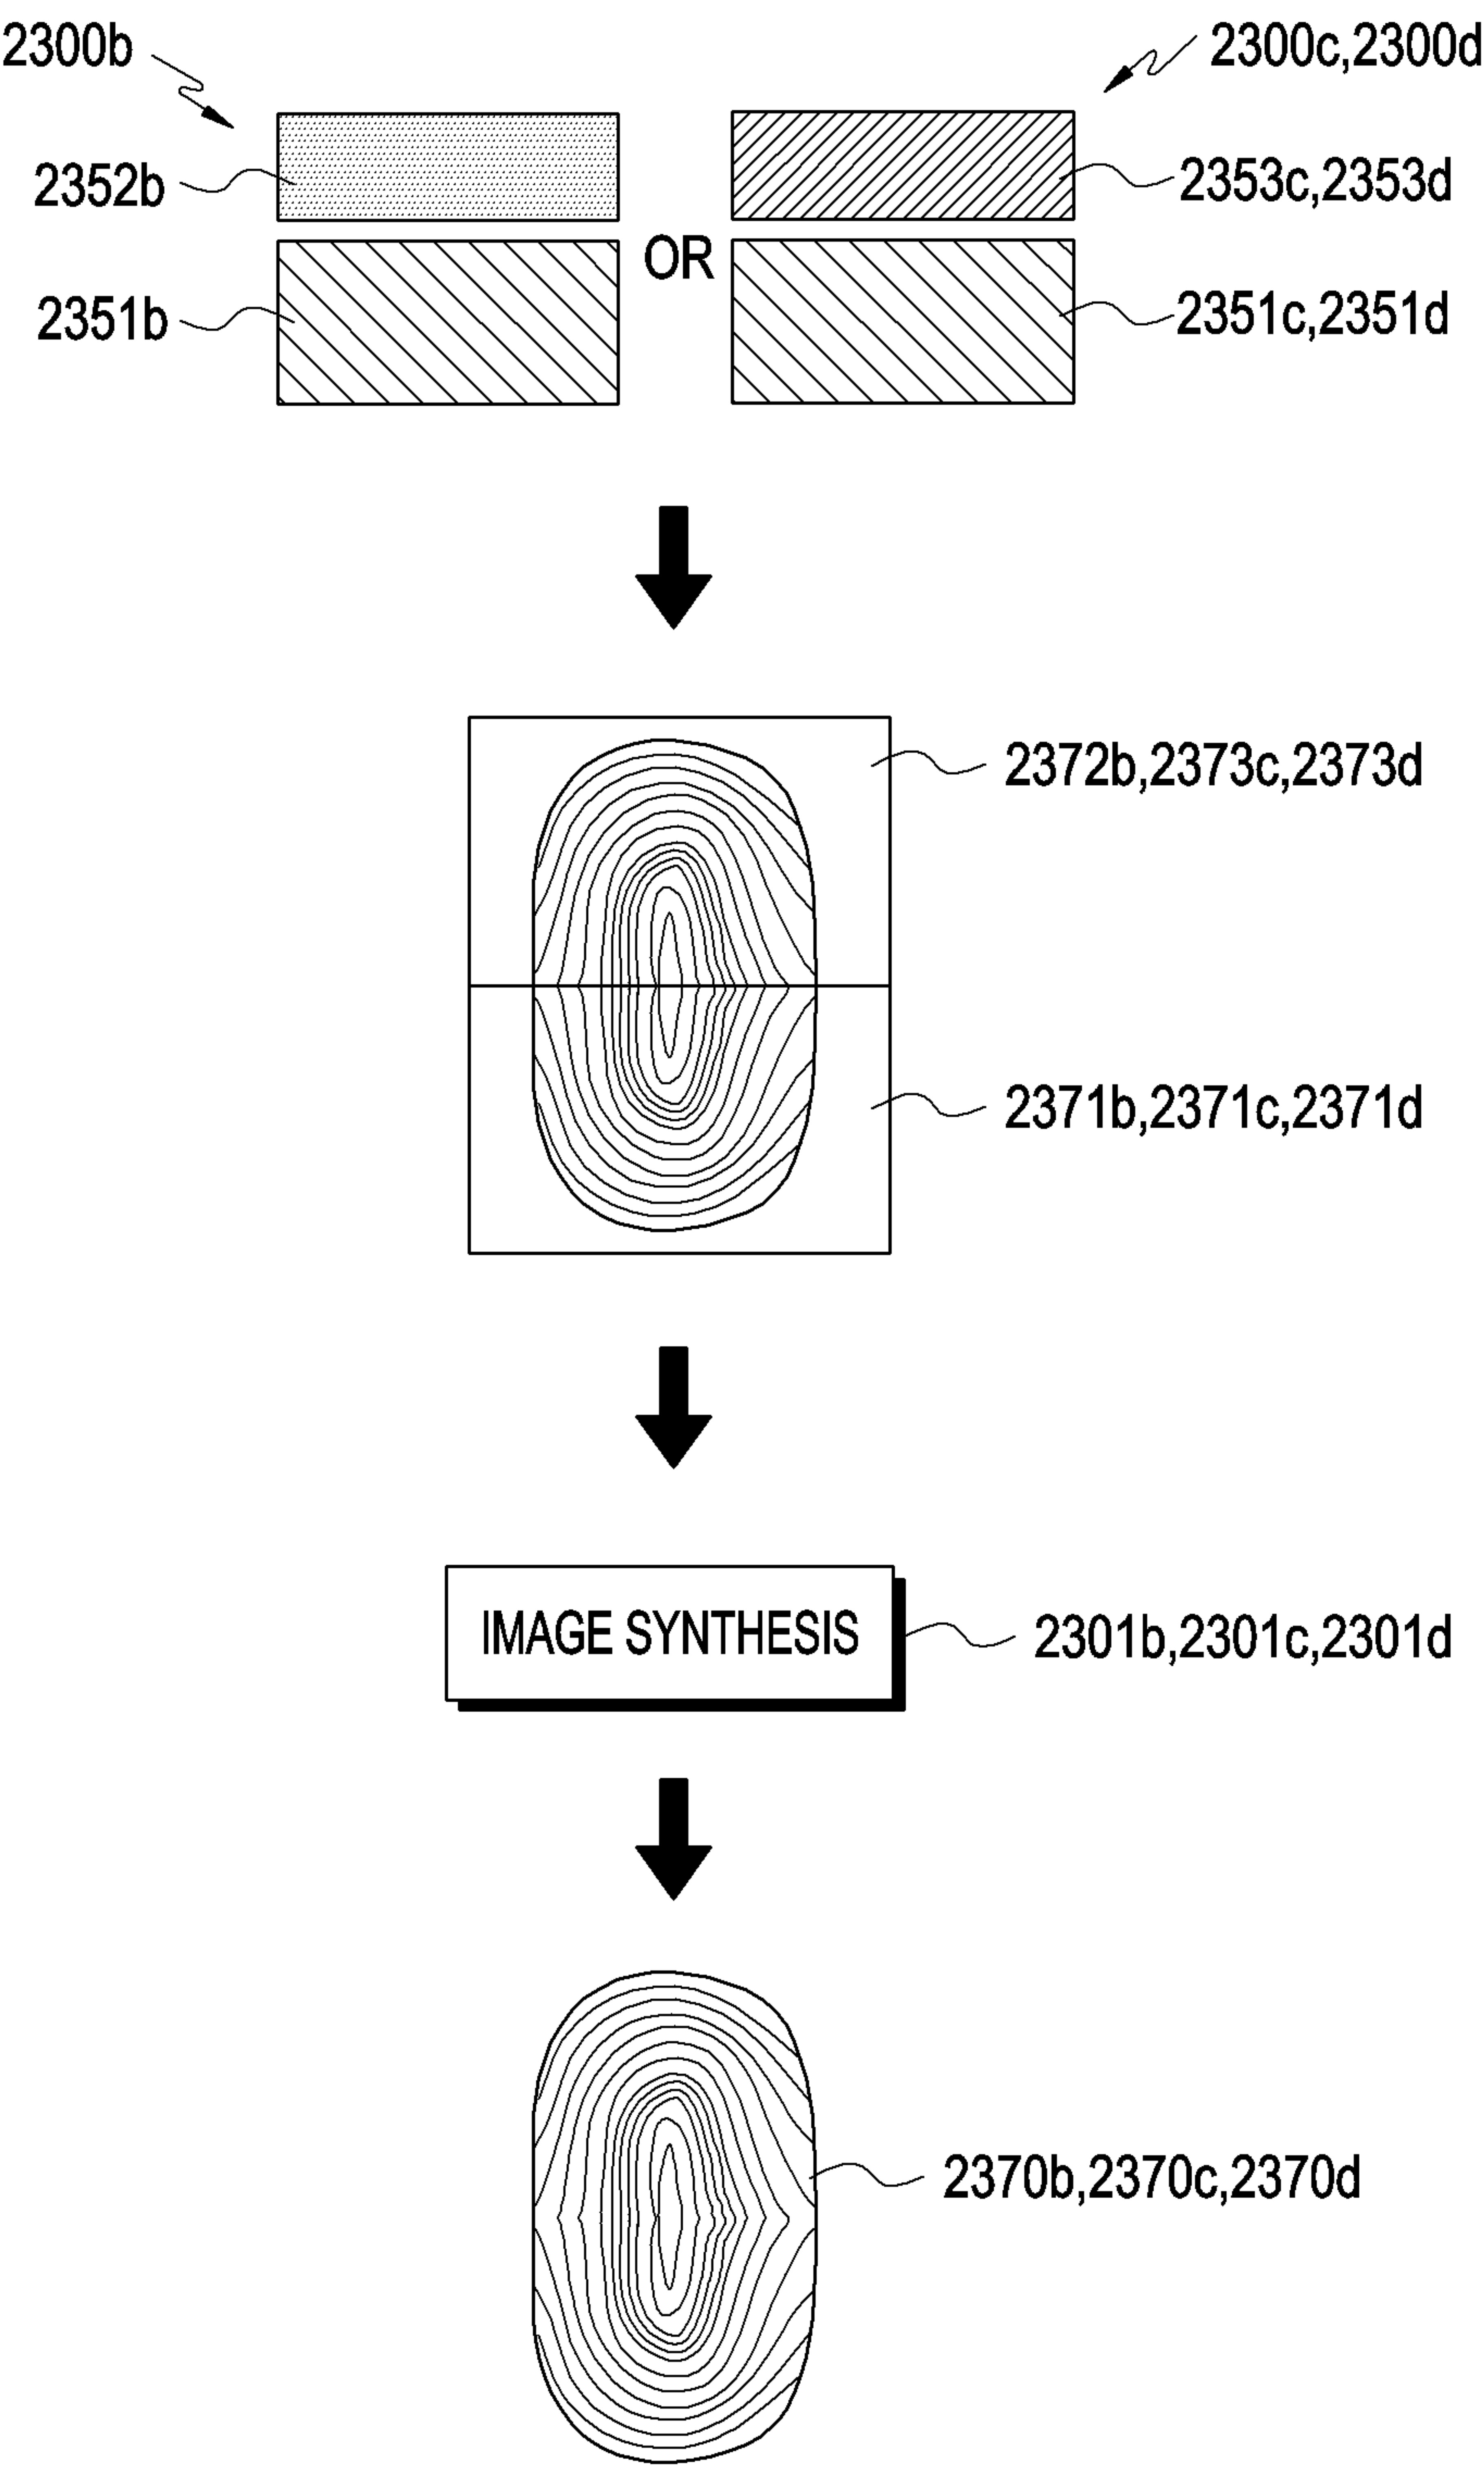 2300b
2300c,2300d
2352b
2353c,2353d
OR
2351b
2351c,2351d
2372b,2373c,2373d
2371b,2371c,2371d
IMAGE SYNTHESIS
2301b,2301c,2301d
2370b,2370c,2370d